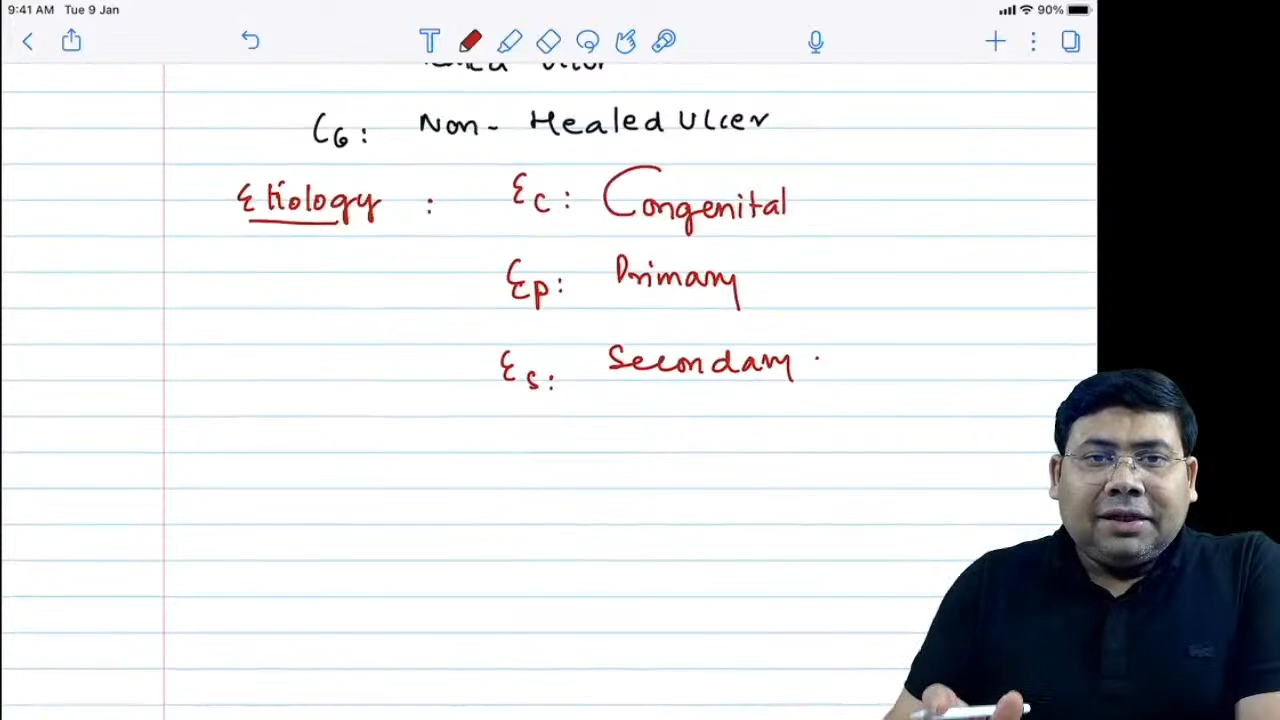 9:41 AM Tue 9 Jan 90%
C6: Non- Healed Ulcer
Etiology : Ec: Congenital
Ep: Primary
Es: Secondary .